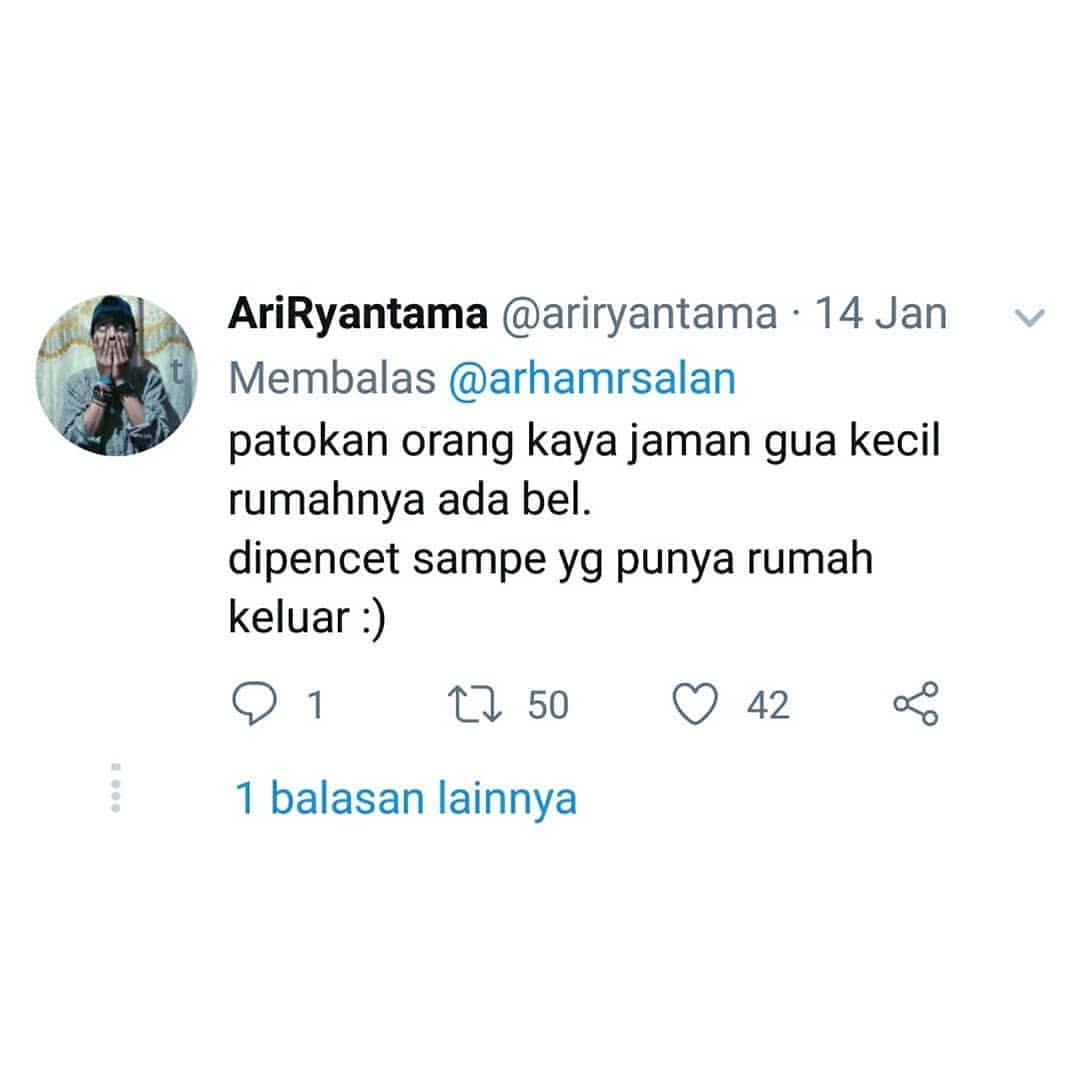 AriRyantama @ariryantama · 14 Jan
Membalas @arhamrsalan
patokan orang kaya jaman gua kecil
rumahnya ada bel.
dipencet sampe yg punya rumah
keluar :)
1 50 42
1 balasan lainnya